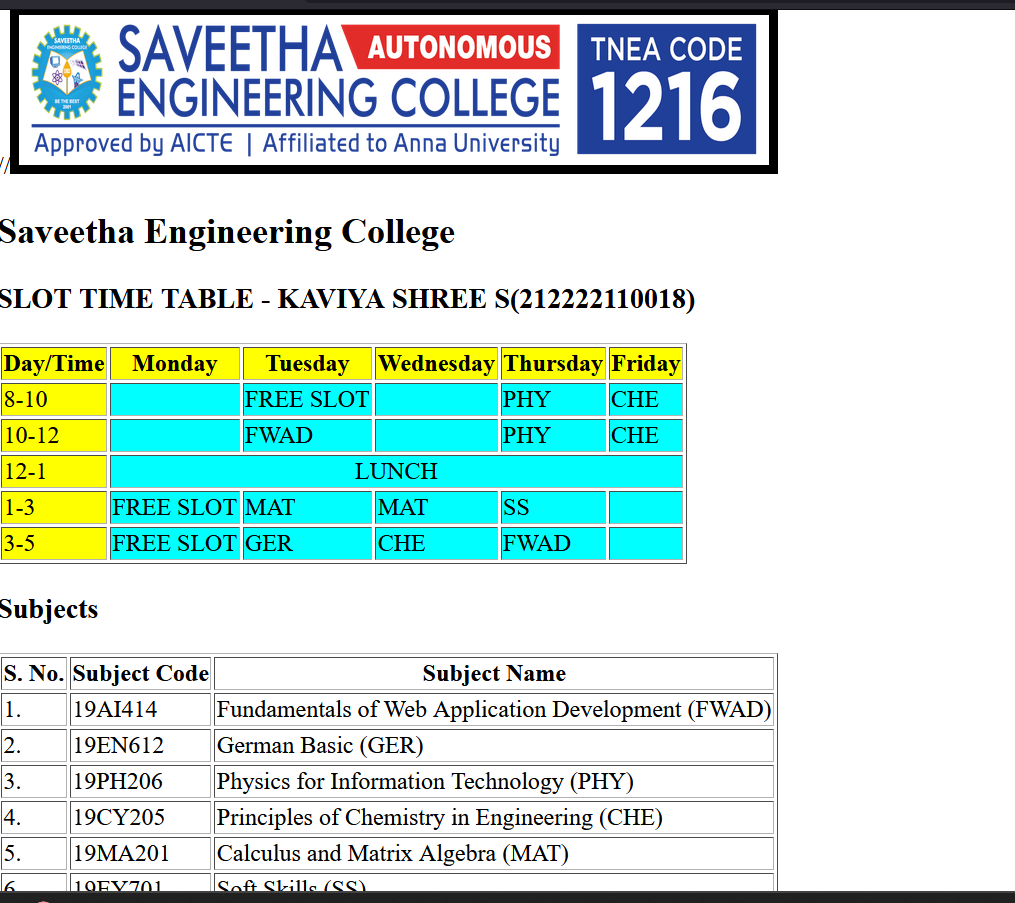 SAVEETHA AUTONOMOUS
ENGINEERING COLLEGE
Approved by AICTE | Affiliated to Anna University
TNEA CODE
1216
SAVEETHA
ENGINEERING COLLEGE
BE THE BEST
2001
//
Saveetha Engineering College
SLOT TIME TABLE - KAVIYA SHREE S(212222110018)
Day/Time Monday Tuesday Wednesday Thursday Friday
8-10 FREE SLOT PHY CHE
10-12 FWAD PHY CHE
12-1 LUNCH
1-3 FREE SLOT MAT MAT SS
3-5 FREE SLOT GER CHE FWAD
Subjects
S. No. Subject Code Subject Name
1. 19AI414 Fundamentals of Web Application Development (FWAD)
2. 19EN612 German Basic (GER)
3. 19PH206 Physics for Information Technology (PHY)
4. 19CY205 Principles of Chemistry in Engineering (CHE)
5. 19MA201 Calculus and Matrix Algebra (MAT)
6. 19EY701 Soft Skills (SS)